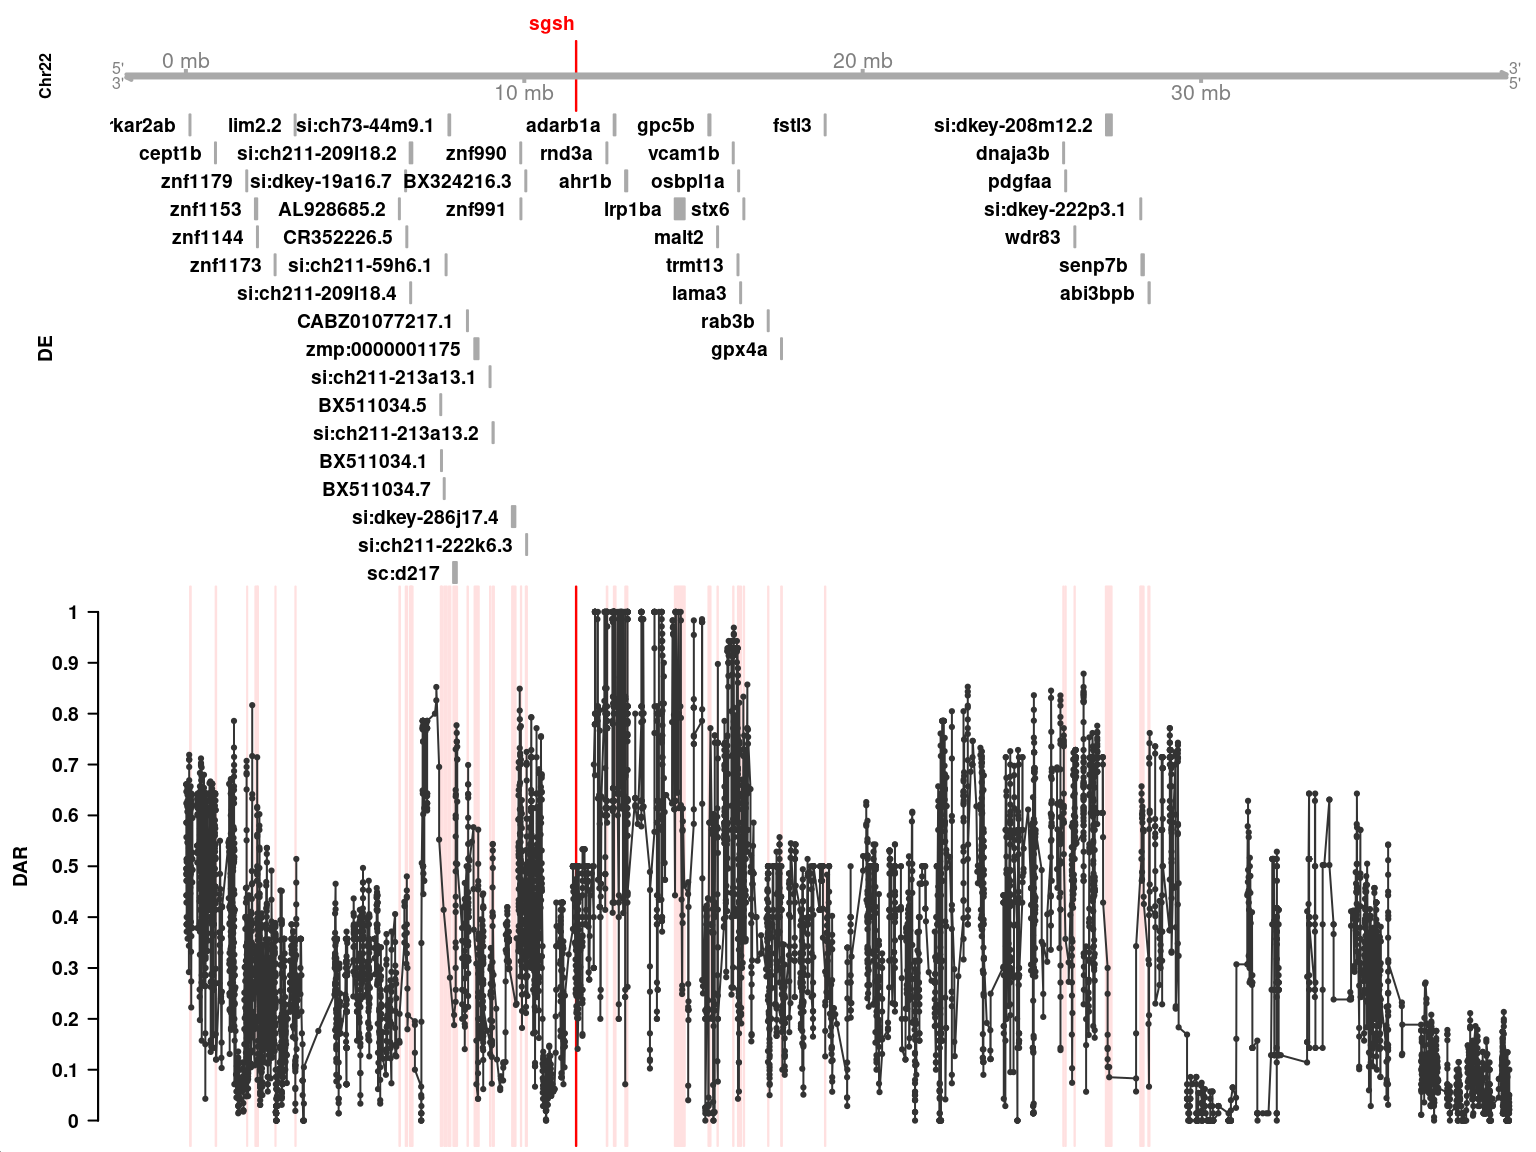 sgsh
Chr22
5' 0 mb 20 mb 3'
3' 10 mb 30 mb 5'
DE
rkar2ab lim2.2 si:ch73-44m9.1 adarb1a gpc5b fstl3 si:dkey-208m12.2
cept1b si:ch211-209l18.2 znf990 rnd3a vcam1b dnaja3b
znf1179 si:dkey-19a16.7 BX324216.3 ahr1b osbpl1a pdgfaa
znf1153 AL928685.2 znf991 lrp1ba stx6 si:dkey-222p3.1
znf1144 CR352226.5 malt2 wdr83
znf1173 si:ch211-59h6.1 trmt13 senp7b
si:ch211-209l18.4 lama3 abi3bpb
CABZ01077217.1 rab3b
zmp:0000001175 gpx4a
si:ch211-213a13.1
BX511034.5
si:ch211-213a13.2
BX511034.1
BX511034.7
si:dkey-286j17.4
si:ch211-222k6.3
sc:d217
DAR
1
0.9
0.8
0.7
0.6
0.5
0.4
0.3
0.2
0.1
0